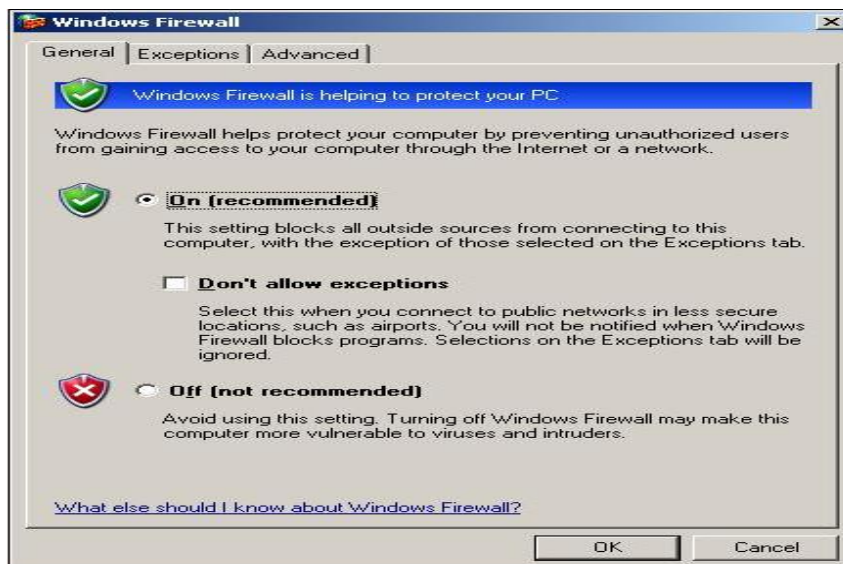 Windows Firewall
General Exceptions Advanced
Windows Firewall is helping to protect your PC
Windows Firewall helps protect your computer by preventing unauthorized users
from gaining access to your computer through the Internet or a network.
On (recommended)
This setting blocks all outside sources from connecting to this
computer, with the exception of those selected on the Exceptions tab.
Don't allow exceptions
Select this when you connect to public networks in less secure
locations, such as airports. You will not be notified when Windows
Firewall blocks programs. Selections on the Exceptions tab will be
ignored.
Off (not recommended)
Avoid using this setting. Turning off Windows Firewall may make this
computer more vulnerable to viruses and intruders.
What else should I know about Windows Firewall?
OK Cancel